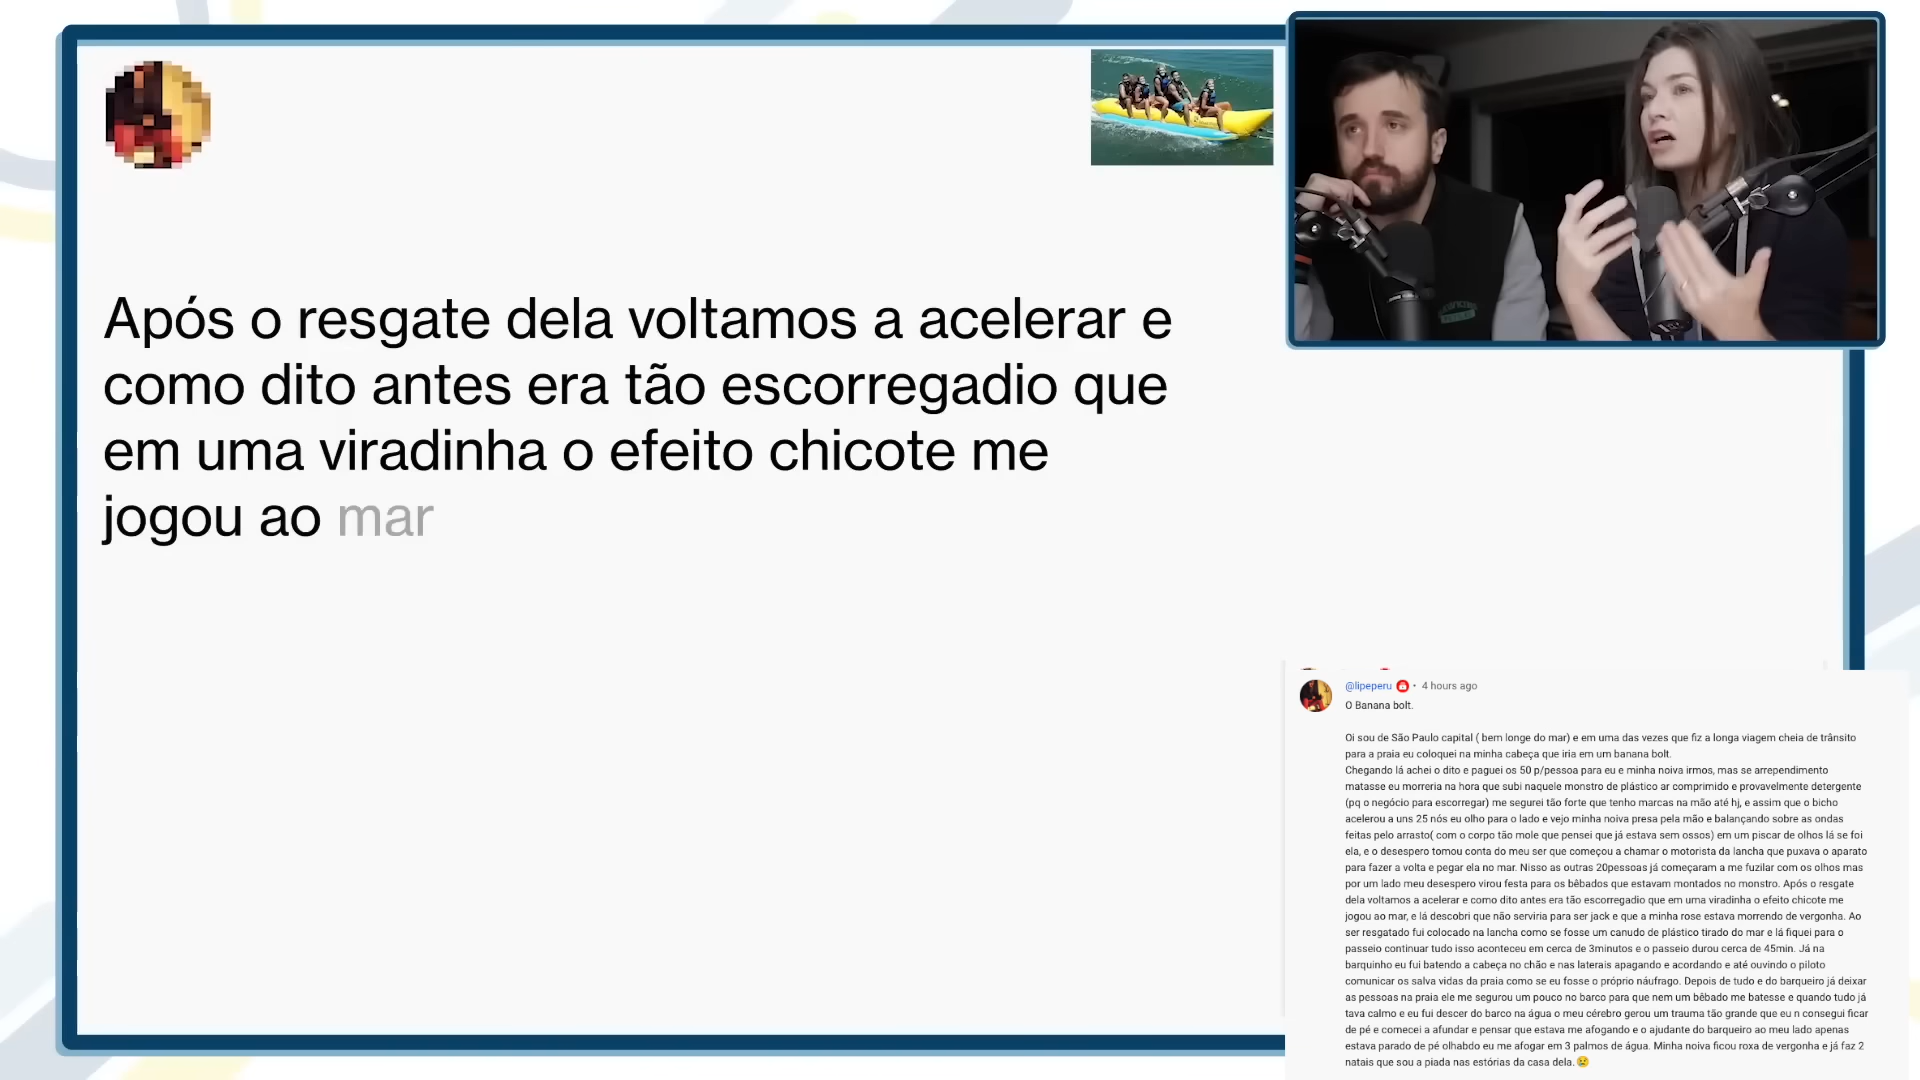 Após o resgate dela voltamos a acelerar e
como dito antes era tão escorregadio que
em uma viradinha o efeito chicote me
jogou ao mar
@lipeperu • 4 hours ago
O Banana bolt.
Oi sou de São Paulo capital ( bem longe do mar) e em uma das vezes que fiz a longa viagem cheia de trânsito
para a praia eu coloquei na minha cabeça que iria em um banana bolt.
Chegando lá achei o dito e paguei os 50 p/pessoa para eu e minha noiva irmos, mas se arrependimento
matasse eu morreria na hora que subi naquele monstro de plástico ar comprimido e provavelmente detergente
(pq o negócio para escorregar) me segurei tão forte que tenho marcas na mão até hj, e assim que o bicho
acelerou a uns 25 nós eu olho para o lado e vejo minha noiva presa pela mão e balançando sobre as ondas
feitas pelo arrasto( com o corpo tão mole que pensei que já estava sem ossos) em um piscar de olhos lá se foi
ela, e o desespero tomou conta do meu ser que começou a chamar o motorista da lancha que puxava o aparato
para fazer a volta e pegar ela no mar. Nisso as outras 20pessoas já começaram a me fuzilar com os olhos mas
por um lado meu desespero virou festa para os bêbados que estavam montados no monstro. Após o resgate
dela voltamos a acelerar e como dito antes era tão escorregadio que em uma viradinha o efeito chicote me
jogou ao mar, e lá descobri que não serviria para ser jack e que a minha rose estava morrendo de vergonha. Ao
ser resgatado fui colocado na lancha como se fosse um canudo de plástico tirado do mar e lá fiquei para o
passeio continuar tudo isso aconteceu em cerca de 3minutos e o passeio durou cerca de 45min. Já na
barquinho eu fui batendo a cabeça no chão e nas laterais apagando e acordando e até ouvindo o piloto
comunicar os salva vidas da praia como se eu fosse o próprio náufrago. Depois de tudo e do barqueiro já deixar
as pessoas na praia ele me segurou um pouco no barco para que nem um bêbado me batesse e quando tudo já
tava calmo e eu fui descer do barco na água o meu cérebro gerou um trauma tão grande que eu n consegui ficar
de pé e comecei a afundar e pensar que estava me afogando e o ajudante do barqueiro ao meu lado apenas
estava parado de pé olhabdo eu me afogar em 3 palmos de água. Minha noiva ficou roxa de vergonha e já faz 2
natais que sou a piada nas estórias da casa dela.😢